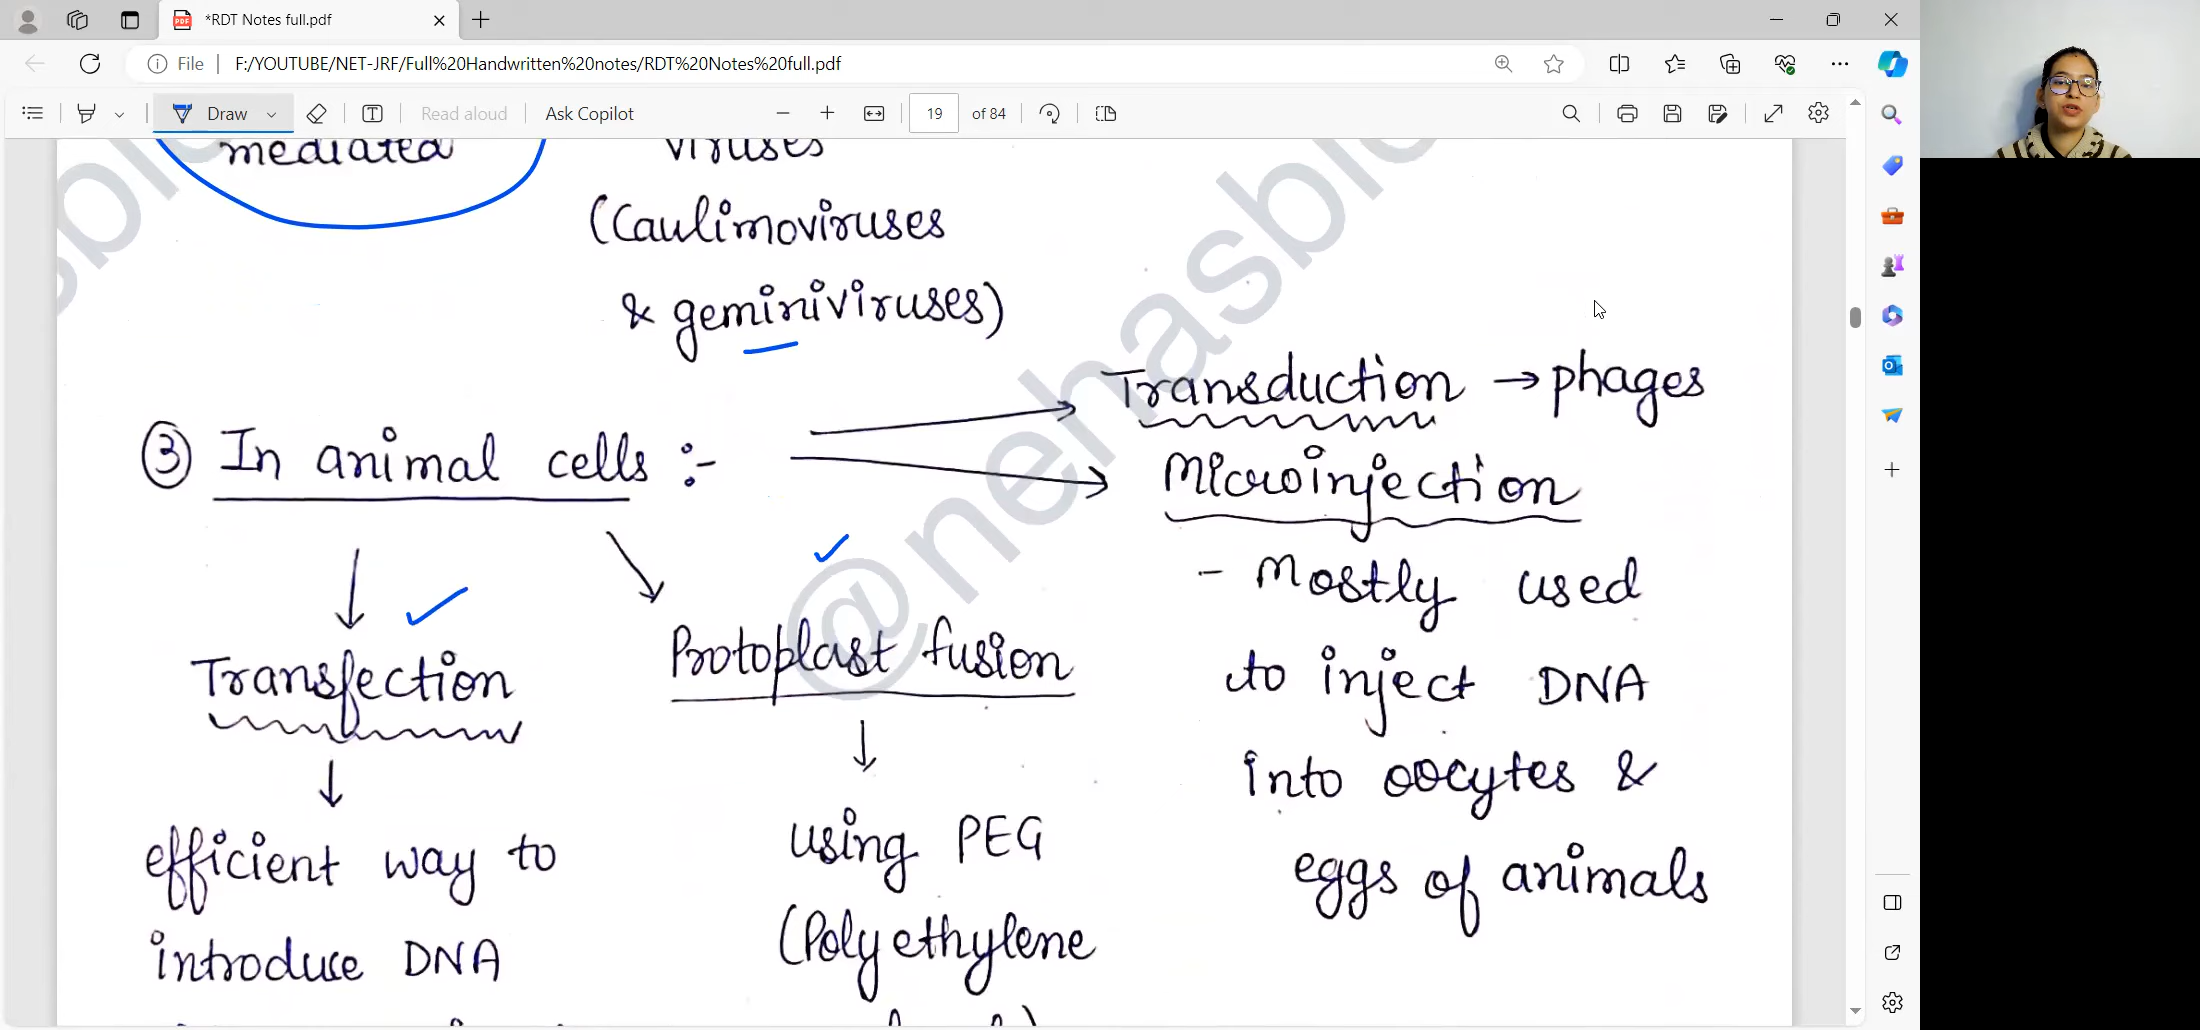 *RDT Notes full.pdf
File
F:/YOUTUBE/NET-JRF/Full%20Handwritten%20notes/RDT%20Notes%20full.pdf
Draw
Read aloud
Ask Copilot
19 of 84
mediated
viruses
(Caulimoviruses
& geminiviruses)
③ In animal cells :-
Transduction → phages
Microinjection
- Mostly used
to inject DNA
into oocytes &
eggs of animals
Transfection
efficient way to
introduce DNA
Protoplast fusion
using PEG
(Polyethylene
@nehasbio